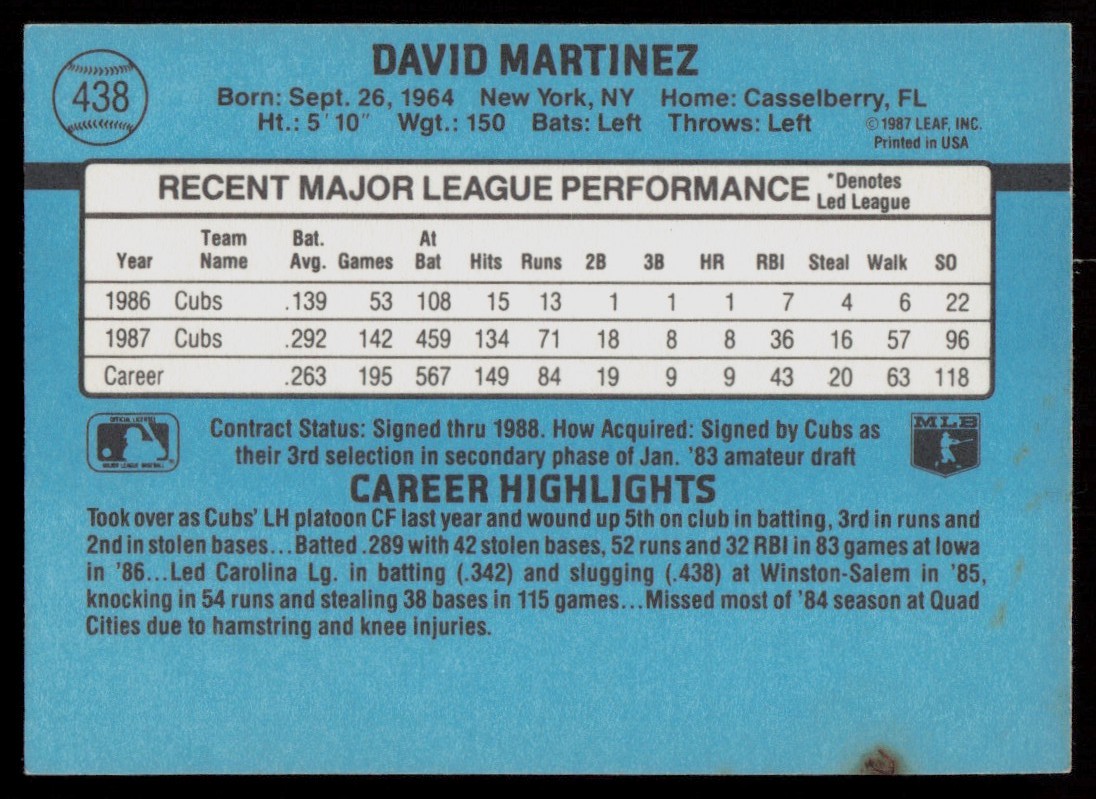 DAVID MARTINEZ
438
Born: Sept. 26, 1964 New York, NY Home: Casselberry, FL
Ht.: 5' 10" Wgt.: 150 Bats: Left Throws: Left
©1987 LEAF, INC.
Printed in USA
RECENT MAJOR LEAGUE PERFORMANCE *Denotes Led League
Year Team Name Bat. Avg. Games At Bat Hits Runs 2B 3B HR RBI Steal Walk SO
1986 Cubs .139 53 108 15 13 1 1 1 7 4 6 22
1987 Cubs .292 142 459 134 71 18 8 8 36 16 57 96
Career .263 195 567 149 84 19 9 9 43 20 63 118
OFFICIAL LICENSEE
MAJOR LEAGUE BASEBALL
MLB
Contract Status: Signed thru 1988. How Acquired: Signed by Cubs as
their 3rd selection in secondary phase of Jan. '83 amateur draft
CAREER HIGHLIGHTS
Took over as Cubs' LH platoon CF last year and wound up 5th on club in batting, 3rd in runs and
2nd in stolen bases...Batted .289 with 42 stolen bases, 52 runs and 32 RBI in 83 games at Iowa
in '86...Led Carolina Lg. in batting (.342) and slugging (.438) at Winston-Salem in '85,
knocking in 54 runs and stealing 38 bases in 115 games...Missed most of '84 season at Quad
Cities due to hamstring and knee injuries.